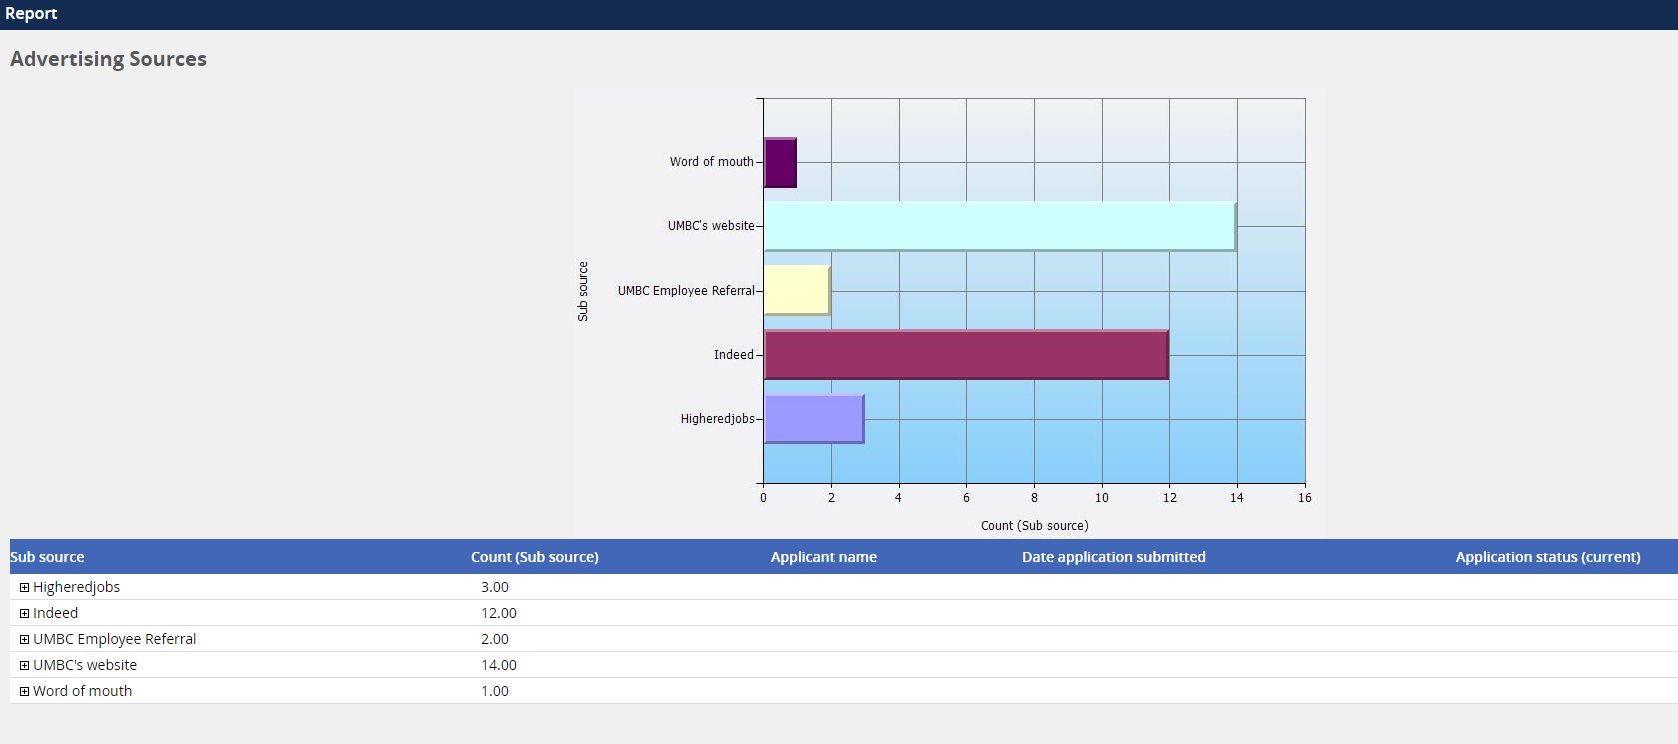 Report
Advertising Sources
Word of mouth
UMBC's website
UMBC Employee Referral
Indeed
Higheredjobs
Sub source
0 2 4 6 8 10 12 14 16
Count (Sub source)
Sub source Count (Sub source) Applicant name Date application submitted Application status (current)
Higheredjobs 3.00
Indeed 12.00
UMBC Employee Referral 2.00
UMBC's website 14.00
Word of mouth 1.00